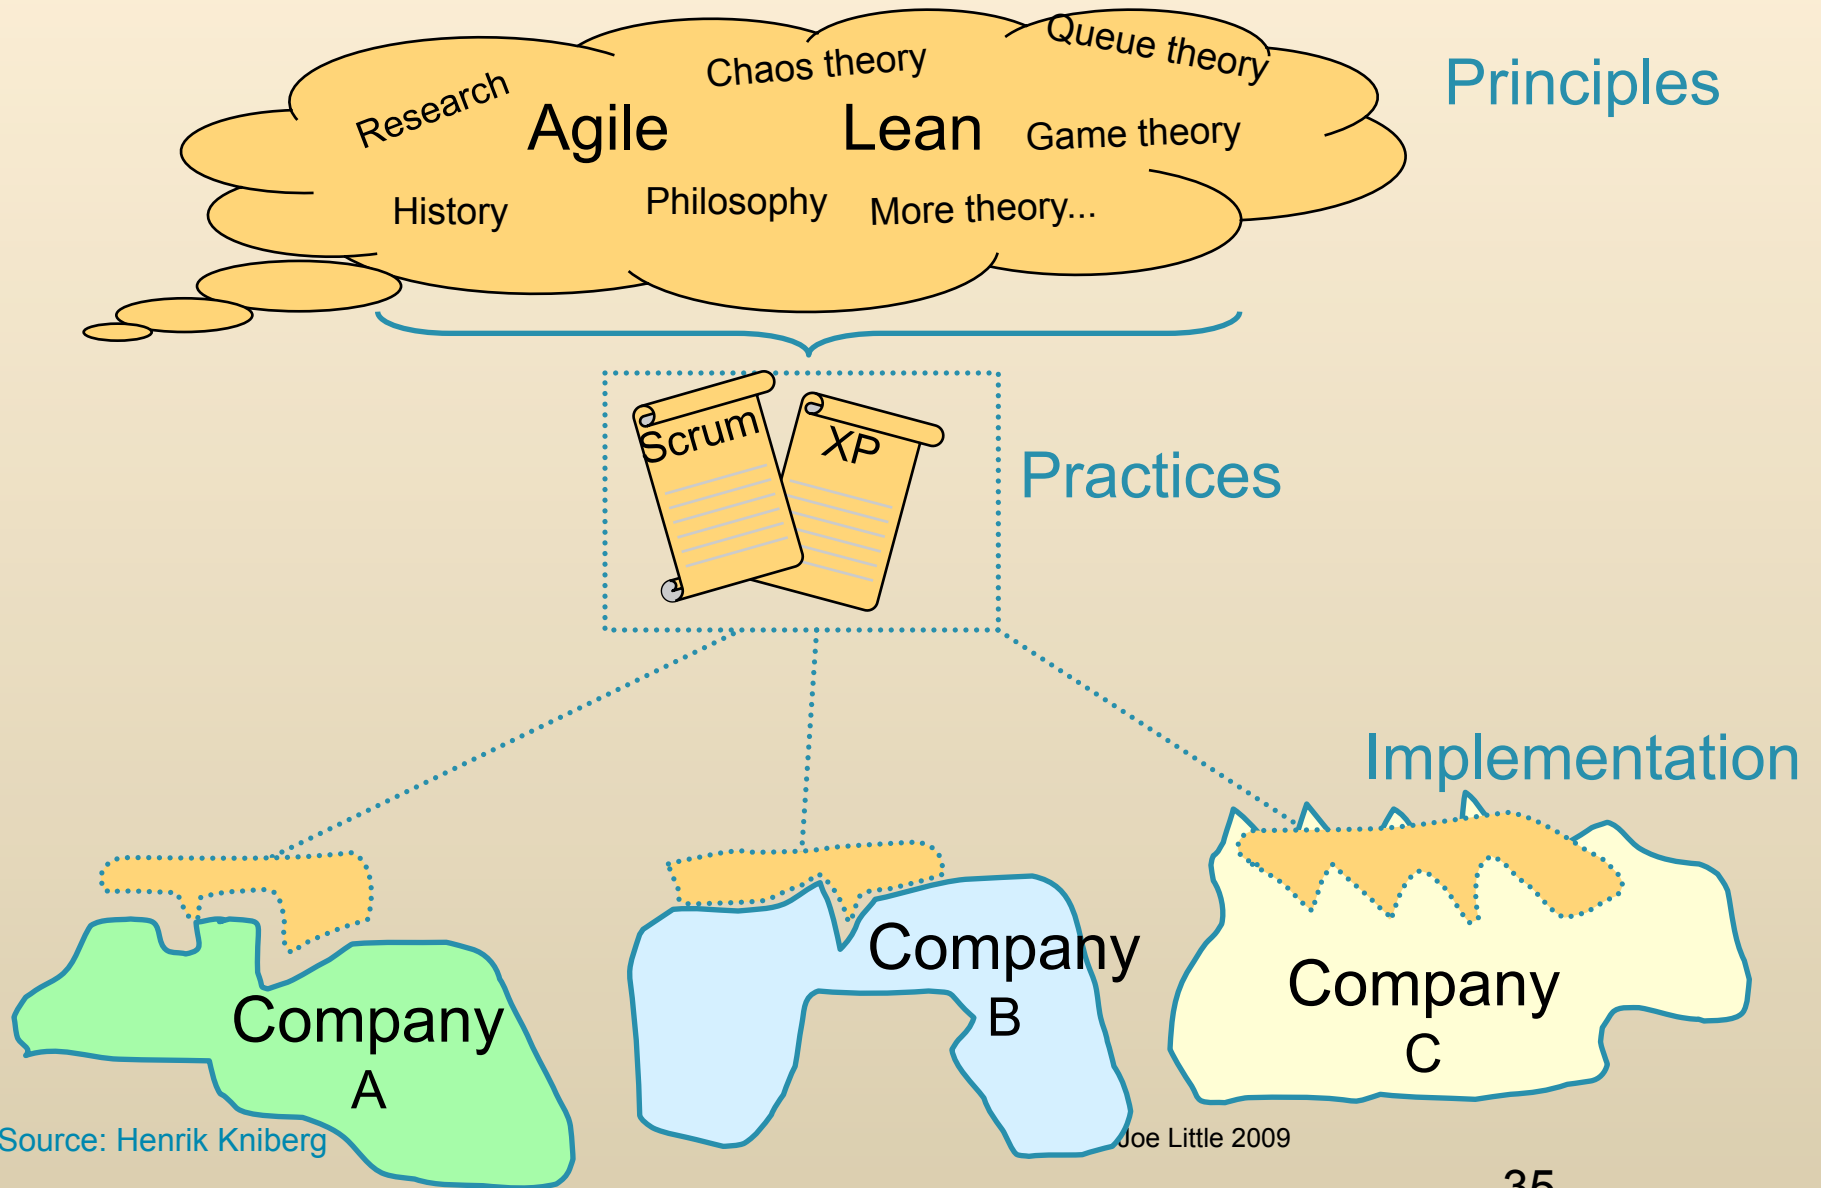 Queue theory
Chaos theory
Principles
Research
Agile
Lean
Game theory
History
Philosophy
More theory...
Scrum
XP
Practices
Implementation
Company
A
Company
B
Company
C
Source: Henrik Kniberg
Joe Little 2009
35